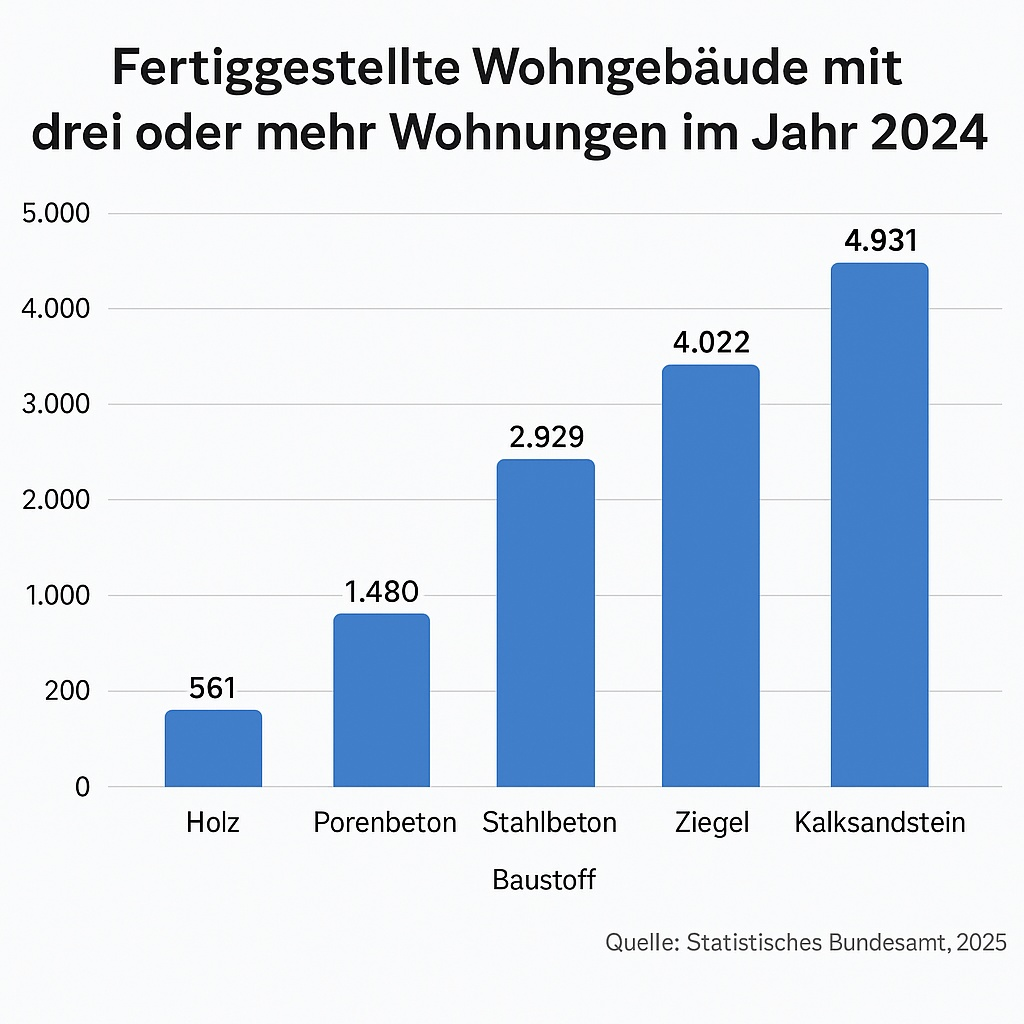 Fertiggestellte Wohngebäude mit
drei oder mehr Wohnungen im Jahr 2024
5.000
4.000
3.000
2.000
1.000
200
0
561
1.480
2.929
4.022
4.931
Holz
Porenbeton
Stahlbeton
Ziegel
Kalksandstein
Baustoff
Quelle: Statistisches Bundesamt, 2025